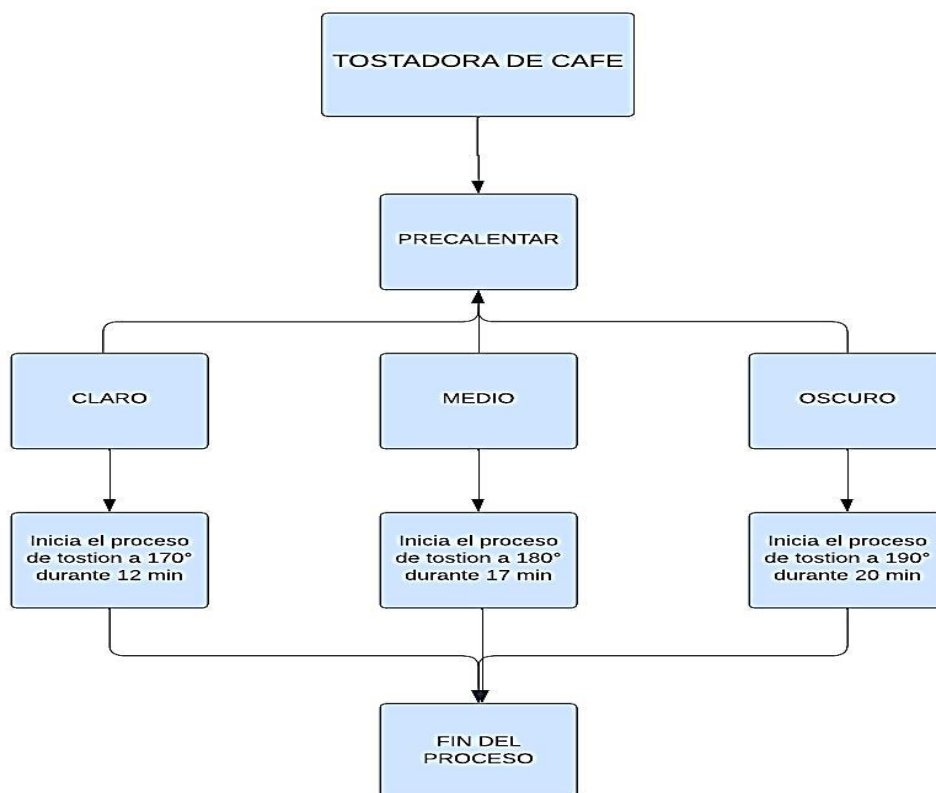 TOSTADORA DE CAFE
PRECALENTAR
CLARO
MEDIO
OSCURO
Inicia el proceso
de tostion a 170°
durante 12 min
Inicia el proceso
de tostion a 180°
durante 17 min
Inicia el proceso
de tostion a 190°
durante 20 min
FIN DEL
PROCESO